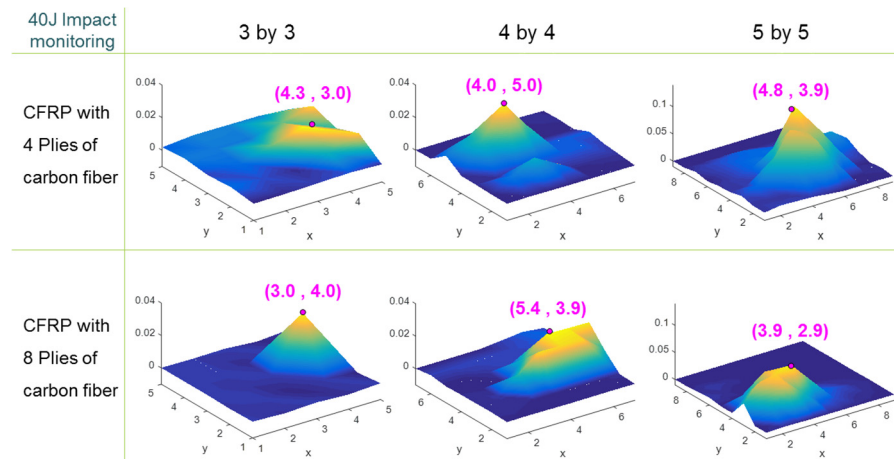 40J Impact
monitoring
3 by 3
4 by 4
5 by 5
CFRP with
4 Plies of
carbon fiber
0.04
0.02
0
5
4
3
2
1
y
1
2
3
4
5
x
(4.3 , 3.0)
0.04
0.02
0
6
4
2
y
2
4
6
x
(4.0 , 5.0)
0.1
0.05
0
8
6
4
2
y
2
4
6
8
x
(4.8 , 3.9)
CFRP with
8 Plies of
carbon fiber
0.04
0.02
0
5
4
3
2
1
y
1
2
3
4
5
x
(3.0 , 4.0)
0.04
0.02
0
6
4
2
y
2
4
6
x
(5.4 , 3.9)
0.1
0.05
0
8
6
4
2
y
2
4
6
8
x
(3.9 , 2.9)